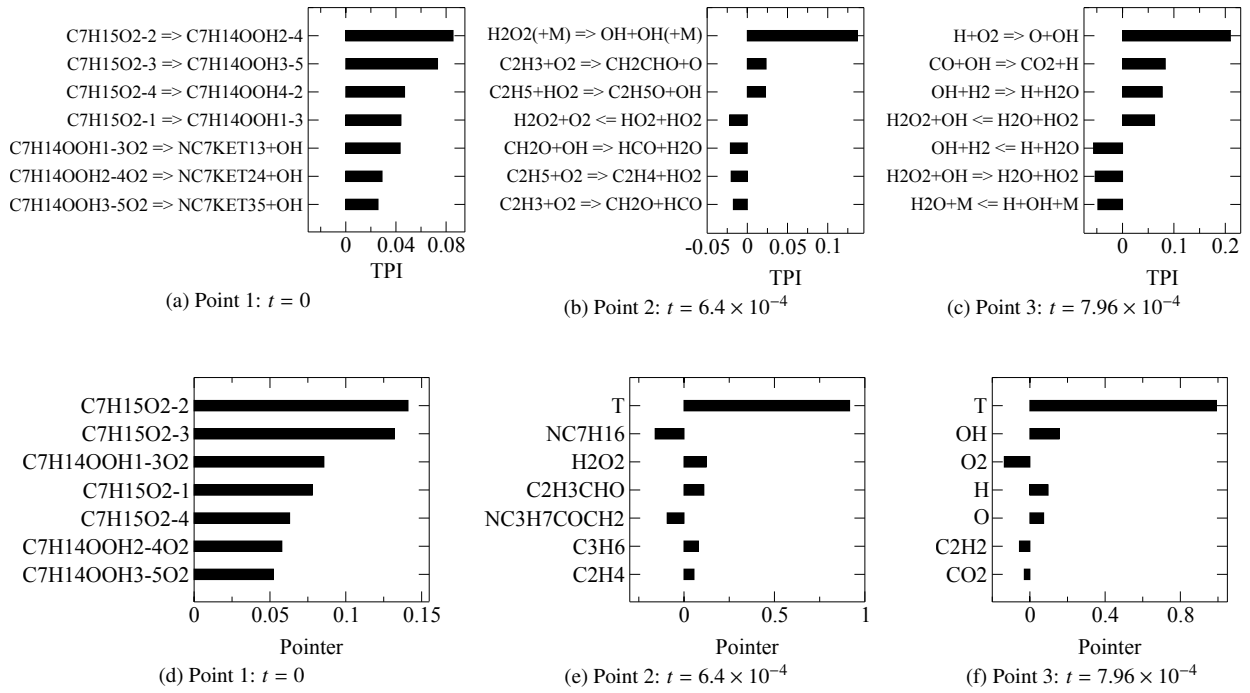 C7H15O2-2 => C7H14OOH2-4
C7H15O2-3 => C7H14OOH3-5
C7H15O2-4 => C7H14OOH4-2
C7H15O2-1 => C7H14OOH1-3
C7H14OOH1-3O2 => NC7KET13+OH
C7H14OOH2-4O2 => NC7KET24+OH
C7H14OOH3-5O2 => NC7KET35+OH
0 0.04 0.08
TPI
(a) Point 1: t = 0
H2O2(+M) => OH+OH(+M)
C2H3+O2 => CH2CHO+O
C2H5+HO2 => C2H5O+OH
H2O2+O2 <= HO2+HO2
CH2O+OH => HCO+H2O
C2H5+O2 => C2H4+HO2
C2H3+O2 => CH2O+HCO
-0.05 0 0.05 0.1
TPI
(b) Point 2: t = 6.4 × 10−4
H+O2 => O+OH
CO+OH => CO2+H
OH+H2 => H+H2O
H2O2+OH <= H2O+HO2
OH+H2 <= H+H2O
H2O2+OH => H2O+HO2
H2O+M <= H+OH+M
0 0.1 0.2
TPI
(c) Point 3: t = 7.96 × 10−4
C7H15O2-2
C7H15O2-3
C7H14OOH1-3O2
C7H15O2-1
C7H15O2-4
C7H14OOH2-4O2
C7H14OOH3-5O2
0 0.05 0.1 0.15
Pointer
(d) Point 1: t = 0
T
NC7H16
H2O2
C2H3CHO
NC3H7COCH2
C3H6
C2H4
0 0.5 1
Pointer
(e) Point 2: t = 6.4 × 10−4
T
OH
O2
H
O
C2H2
CO2
0 0.4 0.8
Pointer
(f) Point 3: t = 7.96 × 10−4